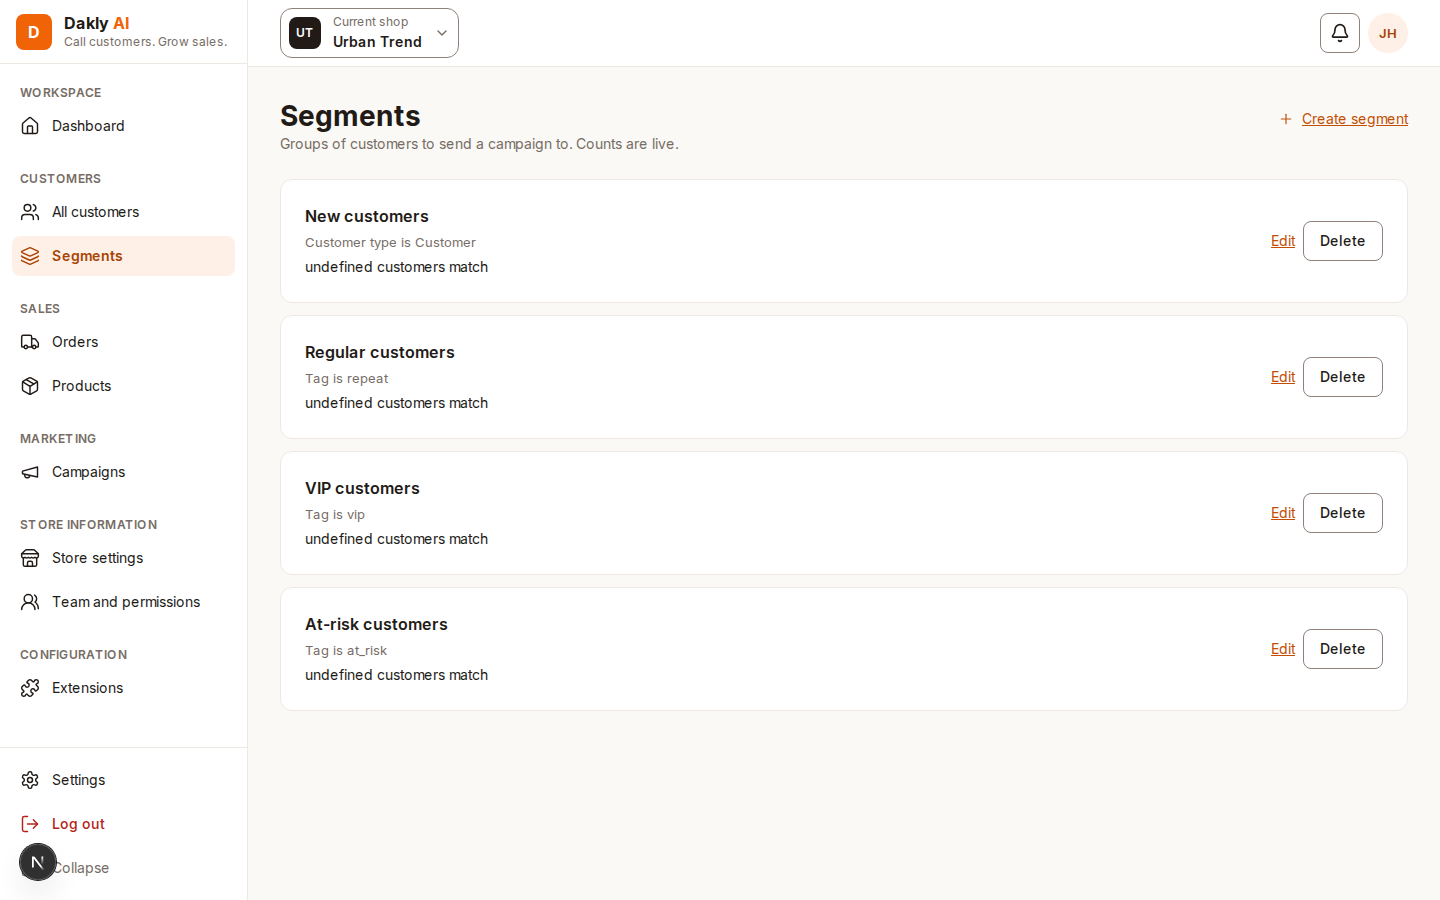 D
Dakly AI
Call customers. Grow sales.
WORKSPACE
Dashboard
CUSTOMERS
All customers
Segments
SALES
Orders
Products
MARKETING
Campaigns
STORE INFORMATION
Store settings
Team and permissions
CONFIGURATION
Extensions
Settings
Log out
N
Collapse
UT
Current shop
Urban Trend
JH
Segments
Groups of customers to send a campaign to. Counts are live.
Create segment
New customers
Customer type is Customer
undefined customers match
Edit
Delete
Regular customers
Tag is repeat
undefined customers match
Edit
Delete
VIP customers
Tag is vip
undefined customers match
Edit
Delete
At-risk customers
Tag is at_risk
undefined customers match
Edit
Delete